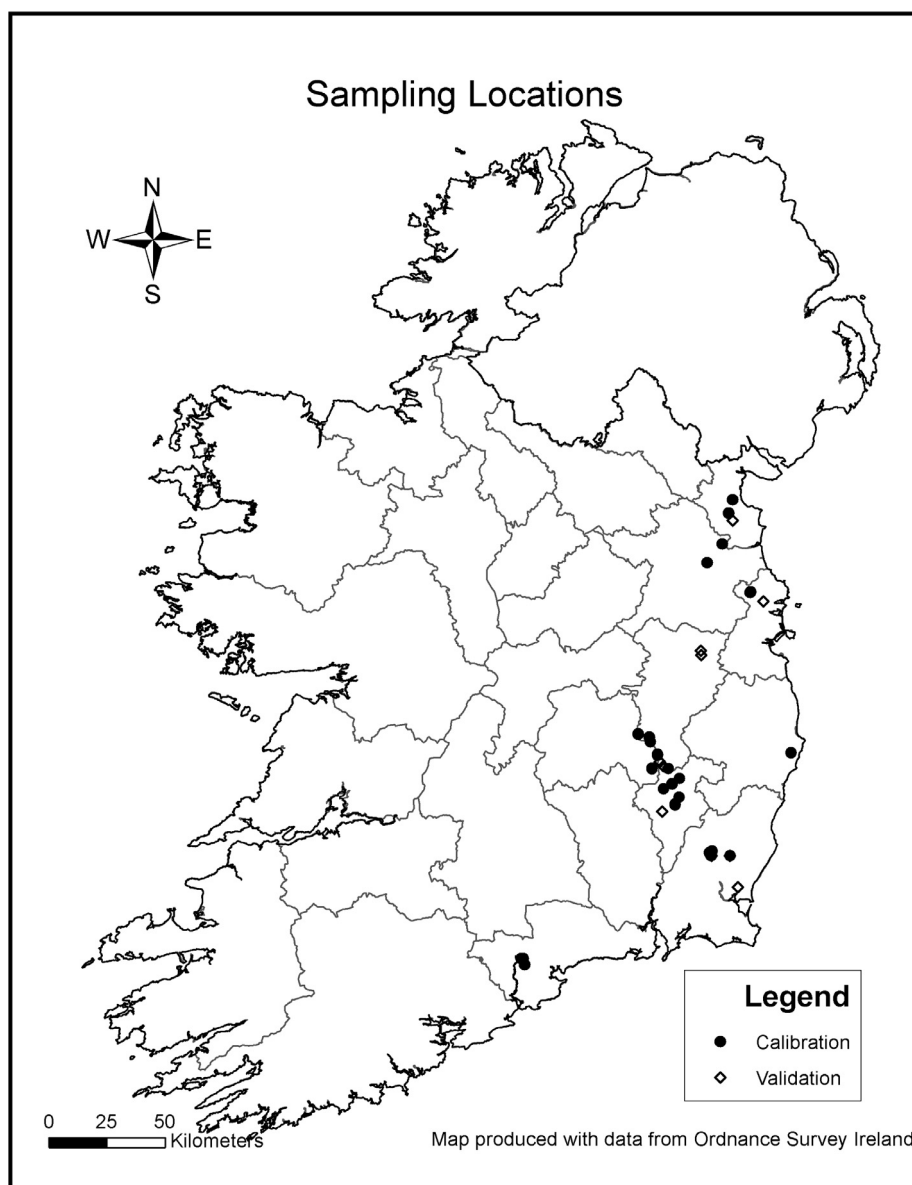 Sampling Locations
N
W E
S
Legend
Calibration
Validation
0 25 50
Kilometers
Map produced with data from Ordnance Survey Ireland